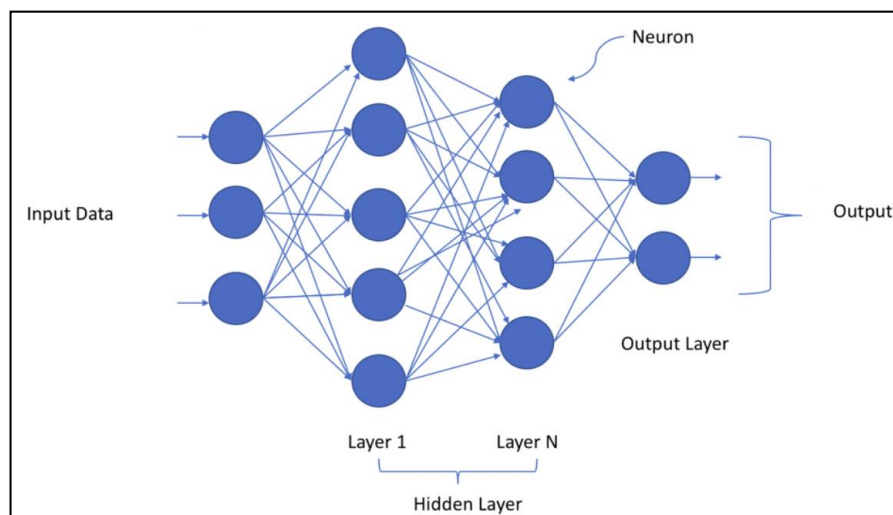 Neuron
Input Data
Output
Output Layer
Layer 1
Layer N
Hidden Layer